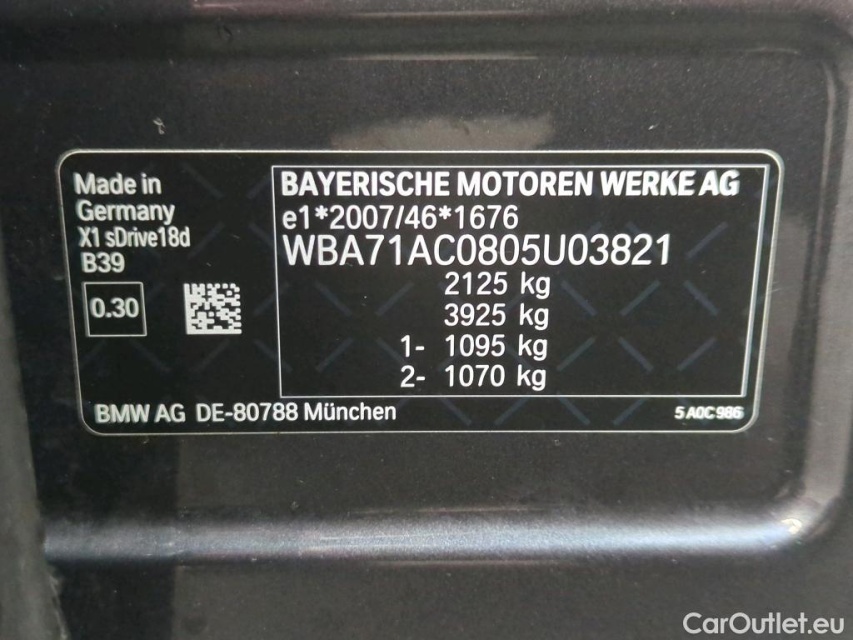 Made in
Germany
X1 sDrive18d
B39
0.30
BAYERISCHE MOTOREN WERKE AG
e1*2007/46*1676
WBA71AC0805U03821
2125 kg
3925 kg
1- 1095 kg
2- 1070 kg
BMW AG DE-80788 München
5 A0C 986
CarOutlet.eu